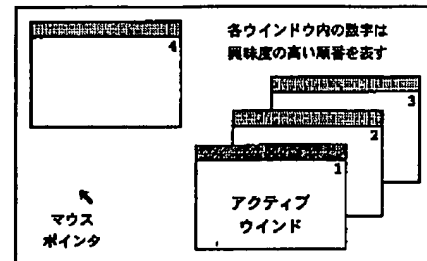 4
各ウインドウ内の数字は
興味度の高い順番を表す
3
2
1
アクティブ
ウインド
マウス
ポインタ